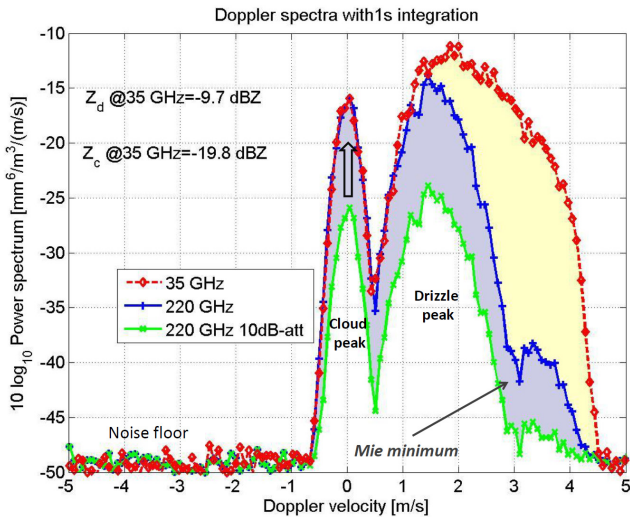 Doppler spectra with1s integration
10 log10 Power spectrum [mm^6/m^3/(m/s)]
-10
-15
-20
-25
-30
-35
-40
-45
-50
Z_d @35 GHz=-9.7 dBZ
Z_c @35 GHz=-19.8 dBZ
35 GHz
220 GHz
220 GHz 10dB-att
Cloud
peak
Drizzle
peak
Noise floor
Mie minimum
-5 -4 -3 -2 -1 0 1 2 3 4 5
Doppler velocity [m/s]